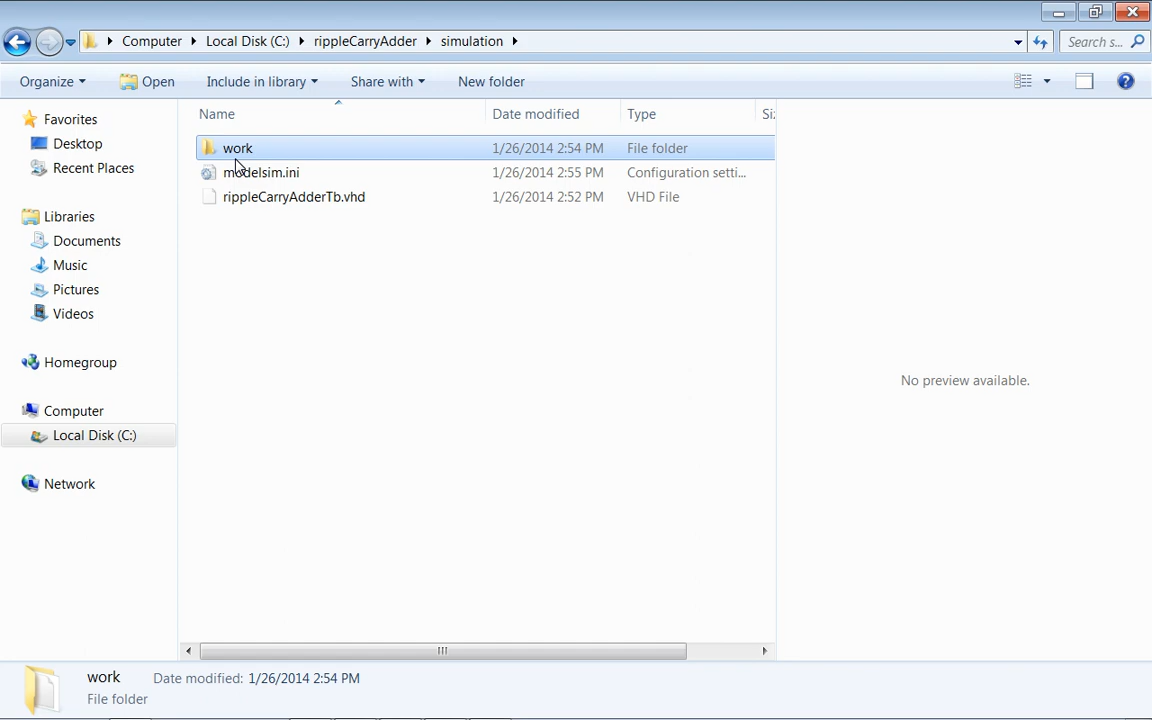 Computer Local Disk (C:) rippleCarryAdder simulation Search s...
Organize Open Include in library Share with New folder
Name Date modified Type Siz
Favorites
Desktop
Recent Places
Libraries
Documents
Music
Pictures
Videos
Homegroup
Computer
Local Disk (C:)
Network
work 1/26/2014 2:54 PM File folder
modelsim.ini 1/26/2014 2:55 PM Configuration setti...
rippleCarryAdderTb.vhd 1/26/2014 2:52 PM VHD File
No preview available.
work Date modified: 1/26/2014 2:54 PM
File folder